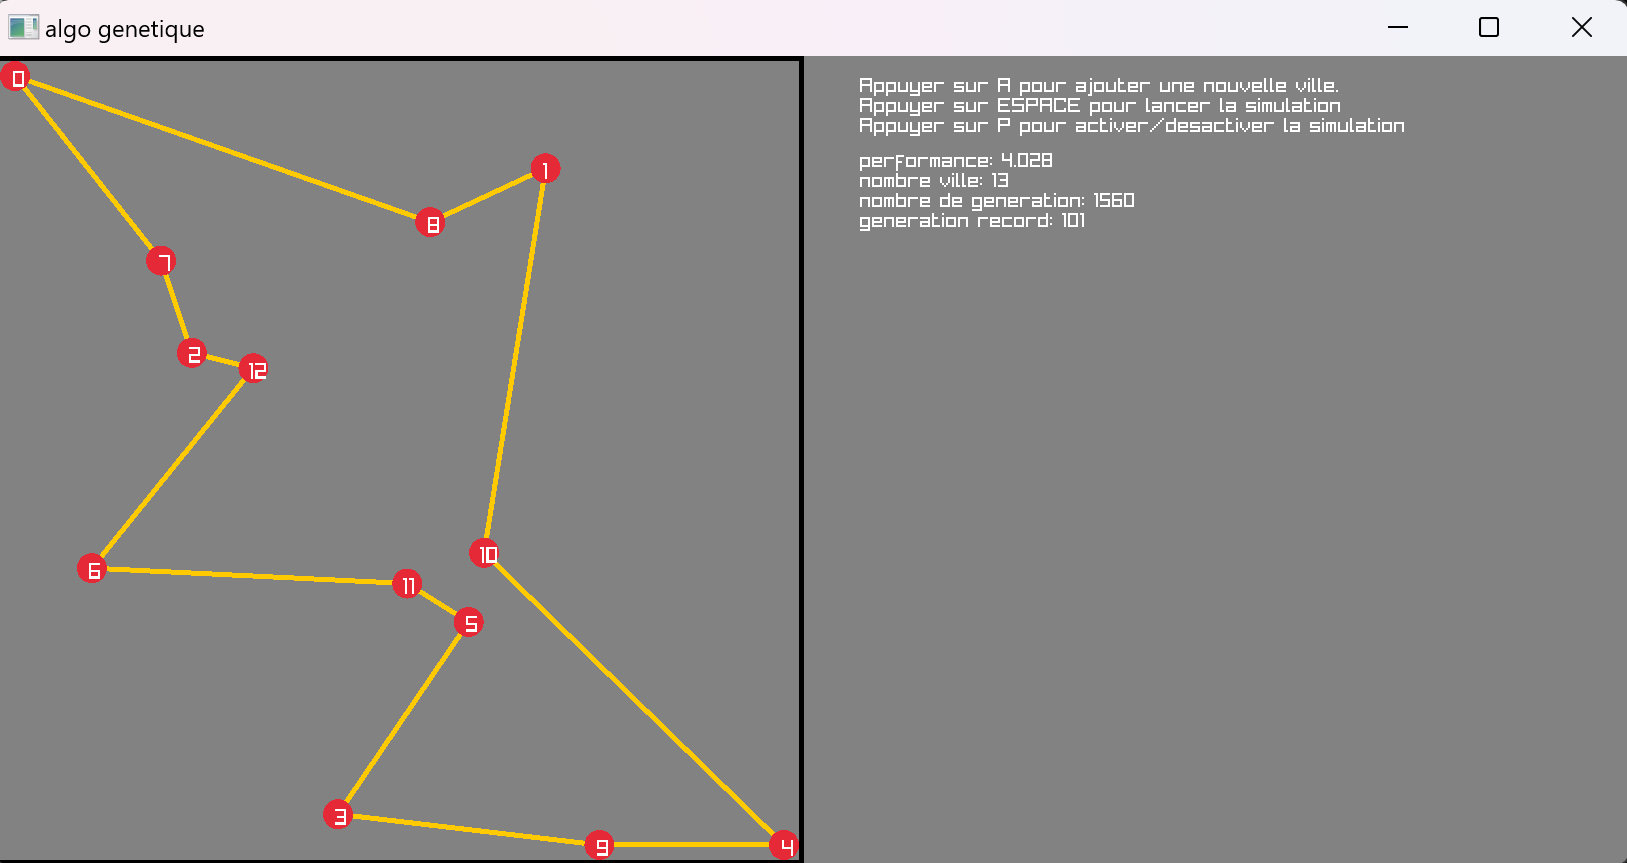 algo genetique
Appuyer sur A pour ajouter une nouvelle ville.
Appuyer sur ESPACE pour lancer la simulation
Appuyer sur P pour activer/desactiver la simulation
performance: 4.028
nombre ville: 13
nombre de generation: 1560
generation record: 101
0
1
8
7
2
12
10
6
11
5
3
9
4